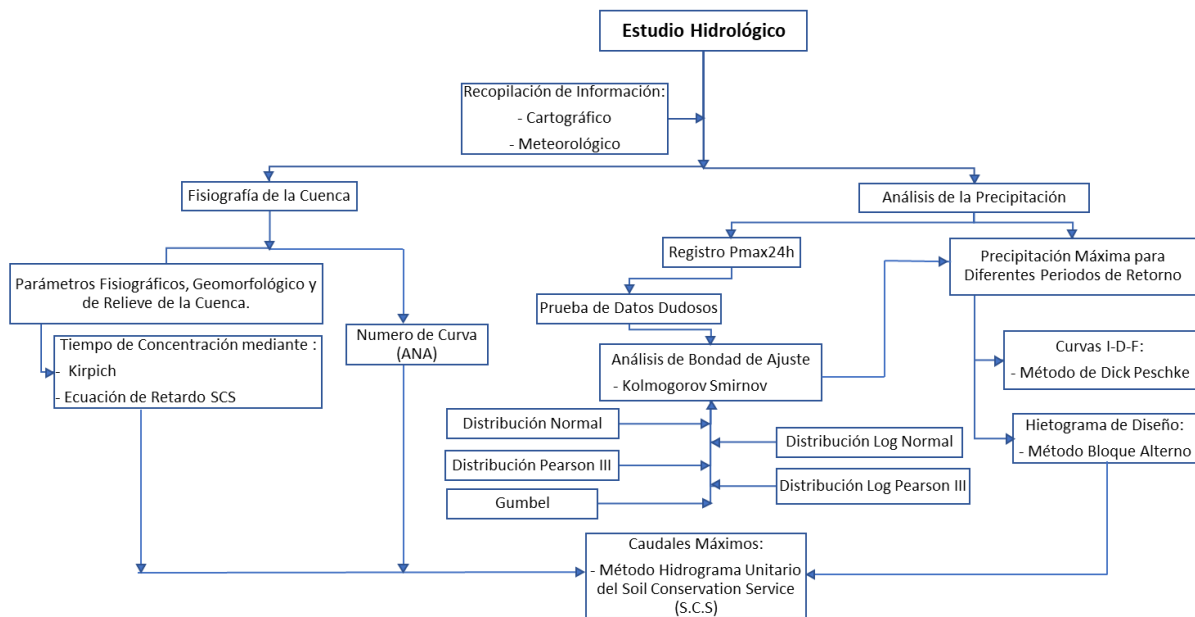 Estudio Hidrológico
Recopilación de Información:
- Cartográfico
- Meteorológico
Fisiografía de la Cuenca
Análisis de la Precipitación
Registro Pmax24h
Precipitación Máxima para
Diferentes Periodos de Retorno
Parámetros Fisiográficos, Geomorfológico y
de Relieve de la Cuenca.
Prueba de Datos Dudosos
Tiempo de Concentración mediante :
- Kirpich
- Ecuación de Retardo SCS
Numero de Curva
(ANA)
Análisis de Bondad de Ajuste
- Kolmogorov Smirnov
Curvas I-D-F:
- Método de Dick Peschke
Distribución Normal
Distribución Log Normal
Hietograma de Diseño:
- Método Bloque Alterno
Distribución Pearson III
Distribución Log Pearson III
Gumbel
Caudales Máximos:
- Método Hidrograma Unitario
del Soil Conservation Service
(S.C.S)